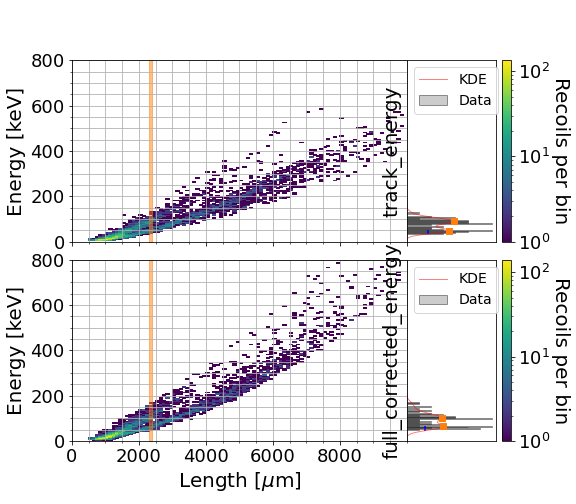 800
600
400
200
0
Energy [keV]
track_energy
KDE
Data
10²
10¹
10⁰
Recoils per bin
800
600
400
200
0
Energy [keV]
0
2000
4000
6000
8000
Length [μm]
full_corrected_energy
KDE
Data
10²
10¹
10⁰
Recoils per bin